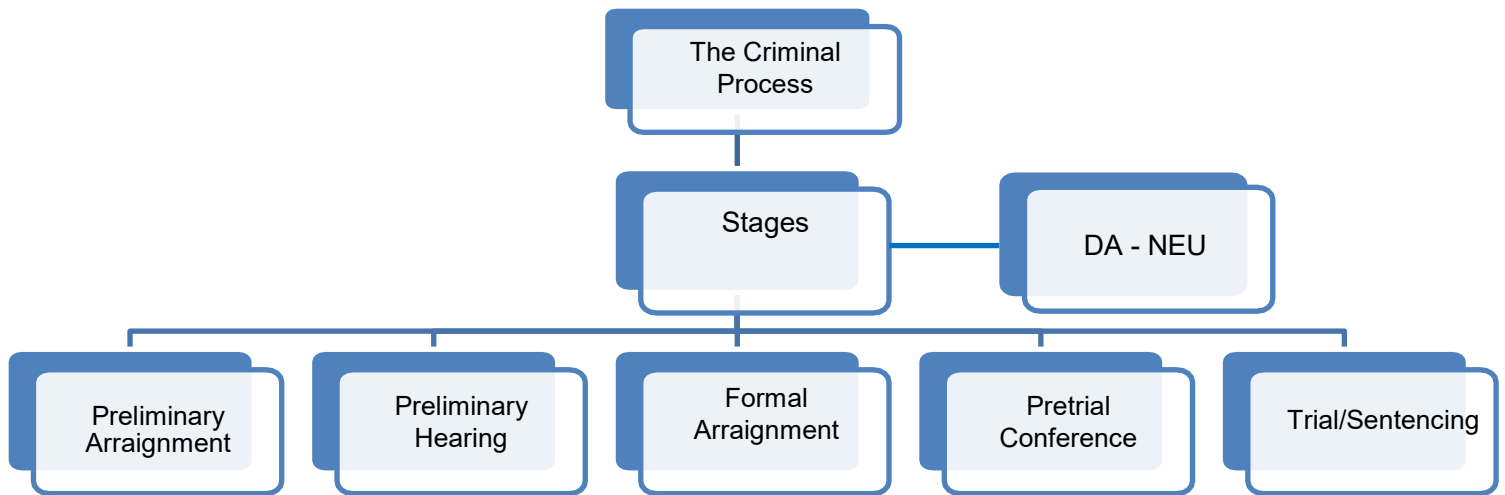 The Criminal
Process
Stages
DA - NEU
Preliminary
Arraignment
Preliminary
Hearing
Formal
Arraignment
Pretrial
Conference
Trial/Sentencing